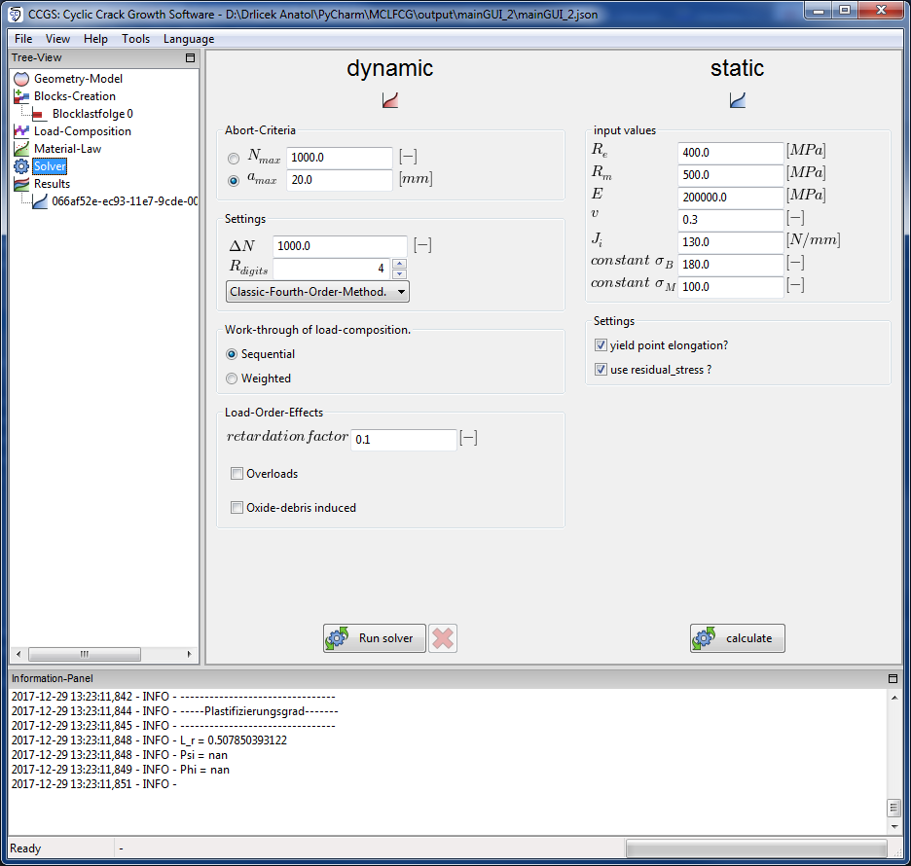 CCGS: Cyclic Crack Growth Software - D:\Drlicek Anatol\PyCharm\MCLFCG\output\mainGUI_2\mainGUI_2.json
File View Help Tools Language
Tree-View
Geometry-Model
Blocks-Creation
Blocklastfolge 0
Load-Composition
Material-Law
Solver
Results
066af52e-ec93-11e7-9cde-00
dynamic
Abort-Criteria
N_max 1000.0 [−]
a_max 20.0 [mm]
Settings
ΔN 1000.0 [−]
R_digits 4
Classic-Fourth-Order-Method.
Work-through of load-composition.
Sequential
Weighted
Load-Order-Effects
retardation factor 0.1 [−]
Overloads
Oxide-debris induced
Run solver
static
input values
R_e 400.0 [MPa]
R_m 500.0 [MPa]
E 200000.0 [MPa]
v 0.3 [−]
J_i 130.0 [N/mm]
constant σ_B 180.0 [−]
constant σ_M 100.0 [−]
Settings
yield point elongation?
use residual_stress ?
calculate
Information-Panel
2017-12-29 13:23:11,842 - INFO - --------------------------------
2017-12-29 13:23:11,844 - INFO - -----Plastifizierungsgrad-------
2017-12-29 13:23:11,845 - INFO - --------------------------------
2017-12-29 13:23:11,848 - INFO - L_r = 0.507850393122
2017-12-29 13:23:11,848 - INFO - Psi = nan
2017-12-29 13:23:11,849 - INFO - Phi = nan
2017-12-29 13:23:11,851 - INFO -
Ready -